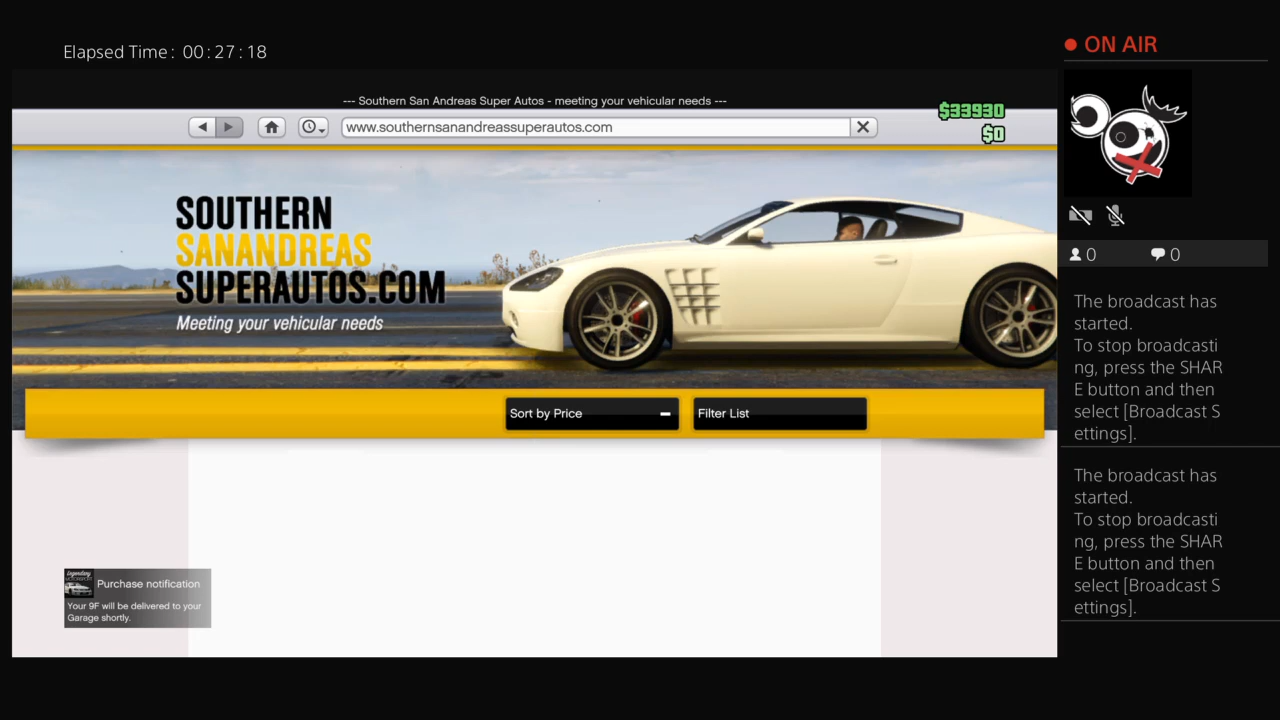 Elapsed Time: 00:27:18
ON AIR
--- Southern San Andreas Super Autos - meeting your vehicular needs ---
www.southernsanandreassuperautos.com
$33930
$0
SOUTHERN
SANANDREAS
SUPERAUTOS.COM
Meeting your vehicular needs
Sort by Price
Filter List
Purchase notification
Your 9F will be delivered to your
Garage shortly.
0
0
The broadcast has
started.
To stop broadcasti
ng, press the SHAR
E button and then
select [Broadcast S
ettings].
The broadcast has
started.
To stop broadcasti
ng, press the SHAR
E button and then
select [Broadcast S
ettings].